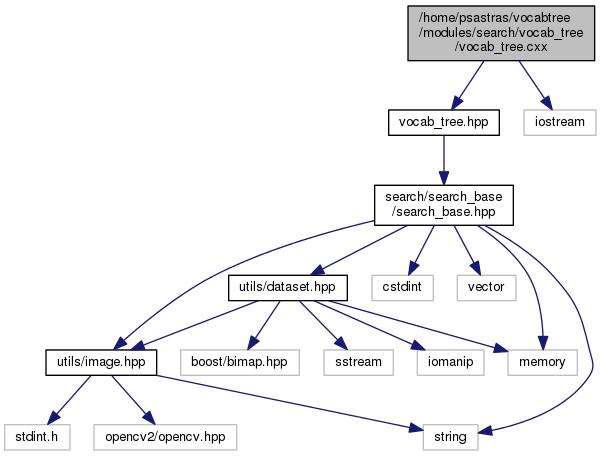 /home/psastras/vocabtree
/modules/search/vocab_tree
/vocab_tree.cxx
vocab_tree.hpp
iostream
search/search_base
/search_base.hpp
utils/dataset.hpp
cstdint
vector
utils/image.hpp
boost/bimap.hpp
sstream
iomanip
memory
stdint.h
opencv2/opencv.hpp
string